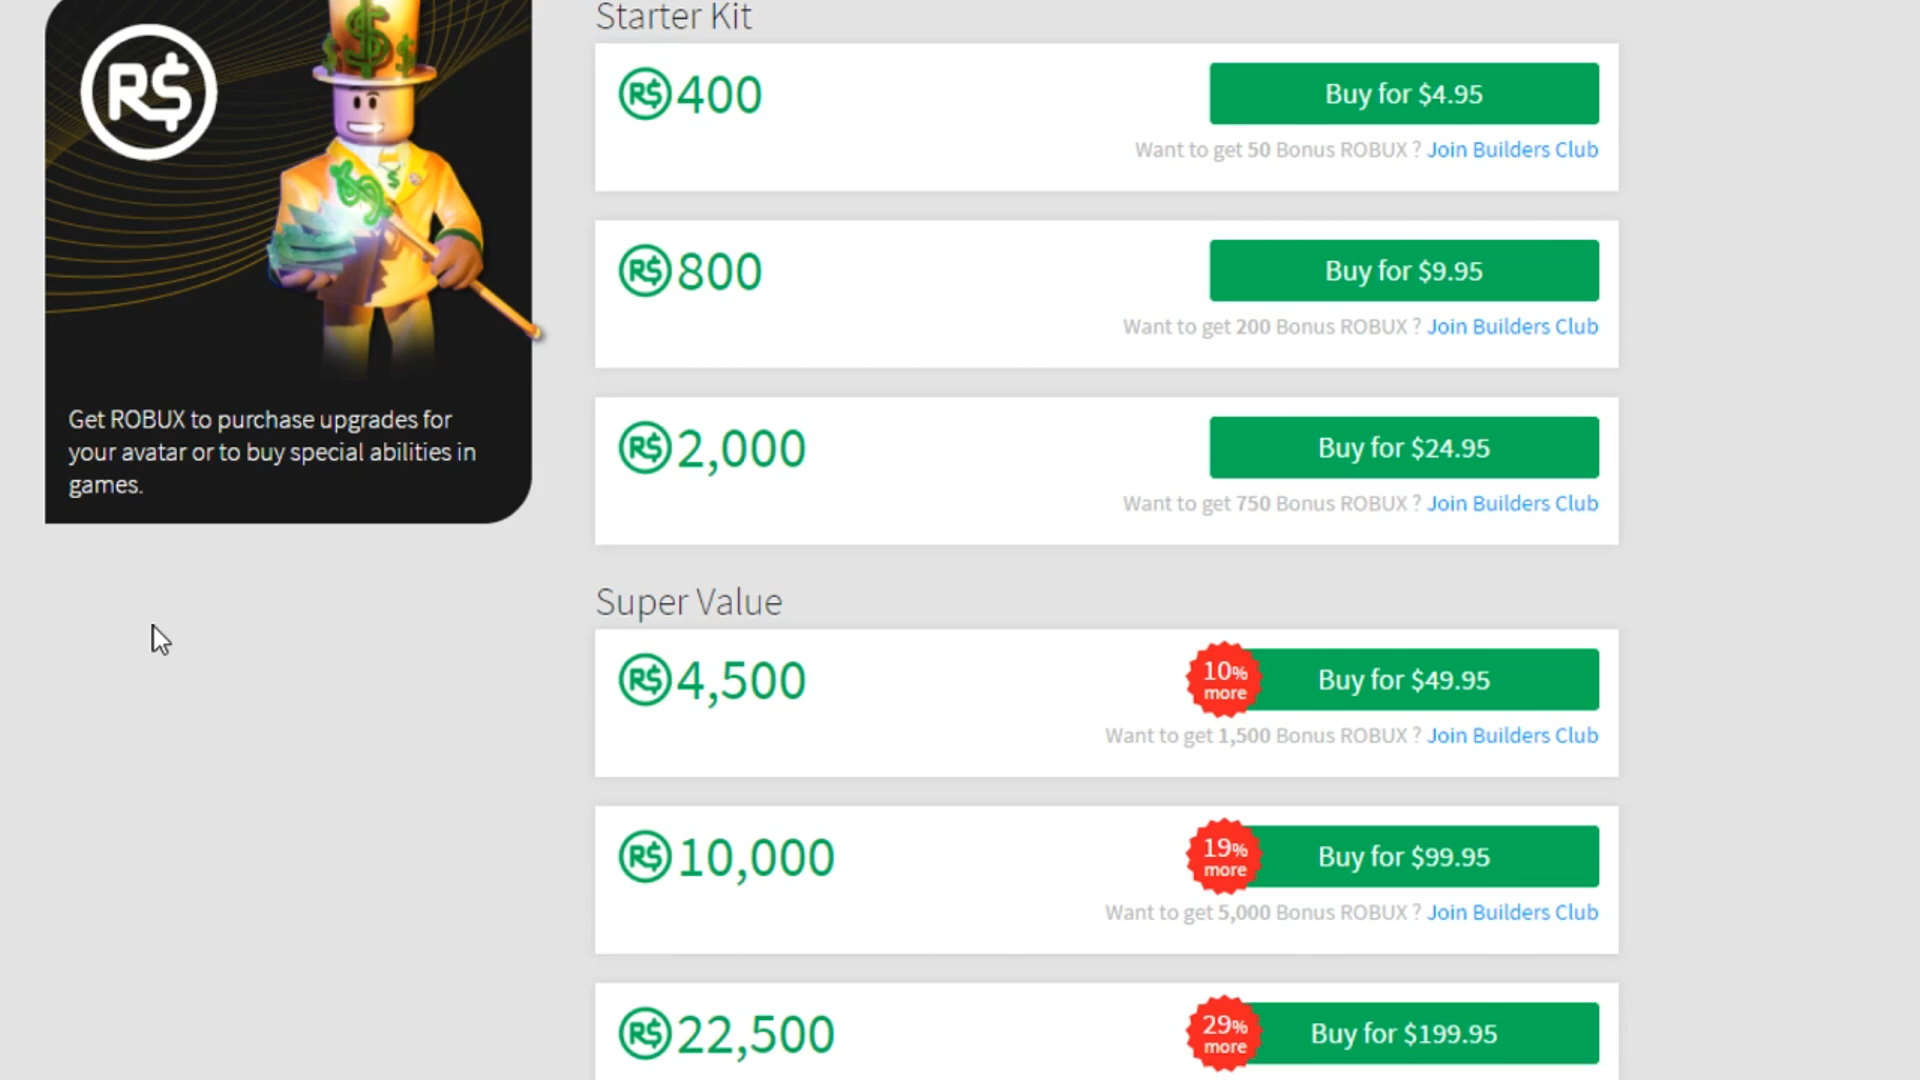 R$
Get ROBUX to purchase upgrades for
your avatar or to buy special abilities in
games.
Starter Kit
R$ 400
Buy for $4.95
Want to get 50 Bonus ROBUX ? Join Builders Club
R$ 800
Buy for $9.95
Want to get 200 Bonus ROBUX ? Join Builders Club
R$ 2,000
Buy for $24.95
Want to get 750 Bonus ROBUX ? Join Builders Club
Super Value
R$ 4,500
10%
more
Buy for $49.95
Want to get 1,500 Bonus ROBUX ? Join Builders Club
R$ 10,000
19%
more
Buy for $99.95
Want to get 5,000 Bonus ROBUX ? Join Builders Club
R$ 22,500
29%
more
Buy for $199.95